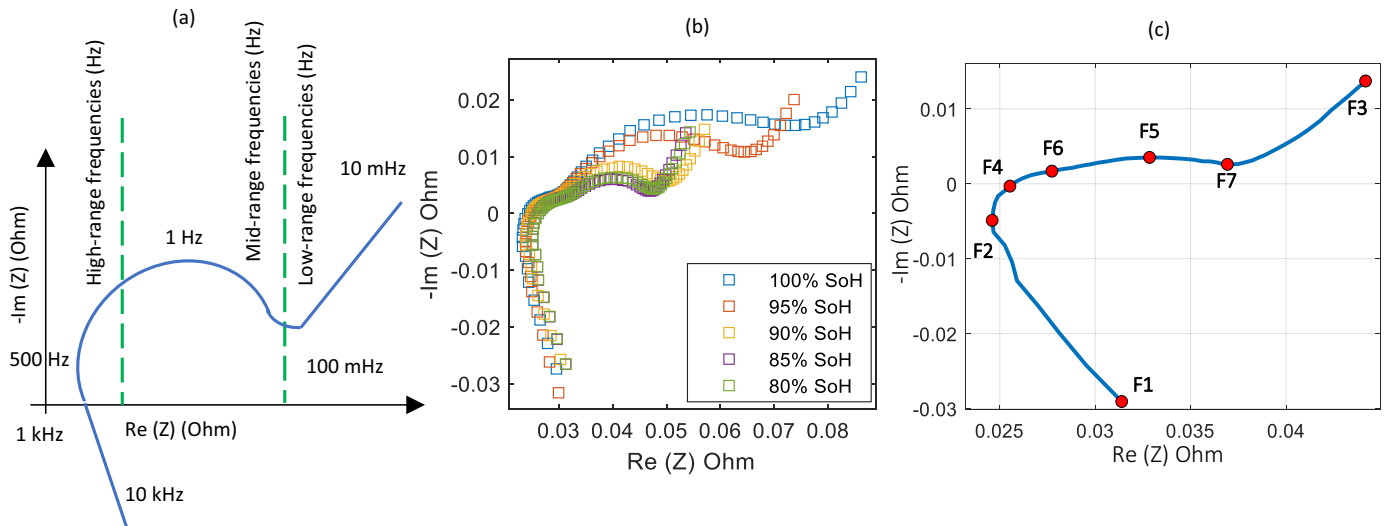 (a)
-Im (Z) (Ohm)
High-range frequencies (Hz)
Mid-range frequencies (Hz)
Low-range frequencies (Hz)
10 mHz
1 Hz
500 Hz
100 mHz
1 kHz
Re (Z) (Ohm)
10 kHz
(b)
-Im (Z) Ohm
0.02
0.01
0
-0.01
-0.02
-0.03
100% SoH
95% SoH
90% SoH
85% SoH
80% SoH
0.03 0.04 0.05 0.06 0.07 0.08
Re (Z) Ohm
(c)
-Im (Z) Ohm
0.01
0
-0.01
-0.02
-0.03
F3
F5
F6
F4
F7
F2
F1
0.025 0.03 0.035 0.04
Re (Z) Ohm